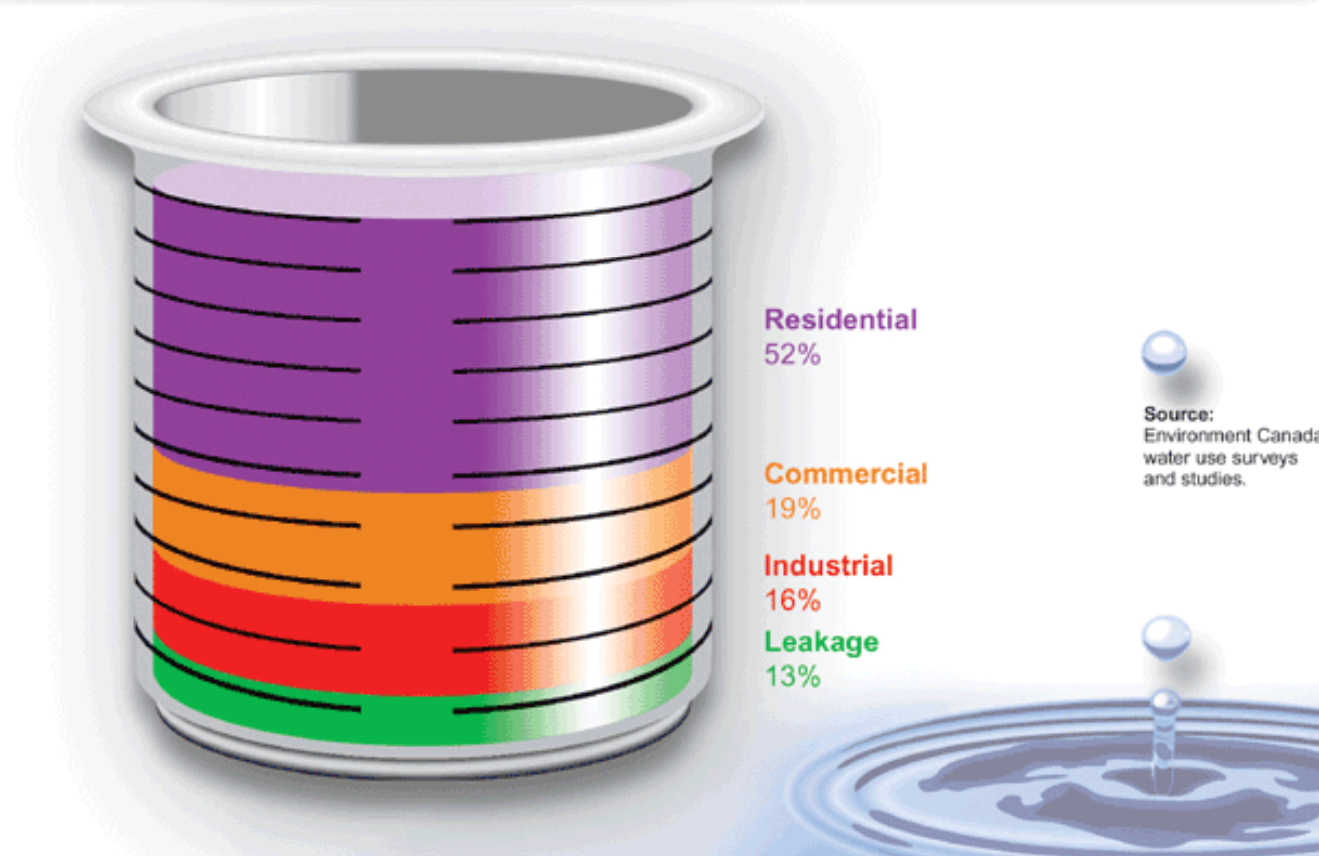 Residential
52%
Commercial
19%
Industrial
16%
Leakage
13%
Source:
Environment Canada
water use surveys
and studies.